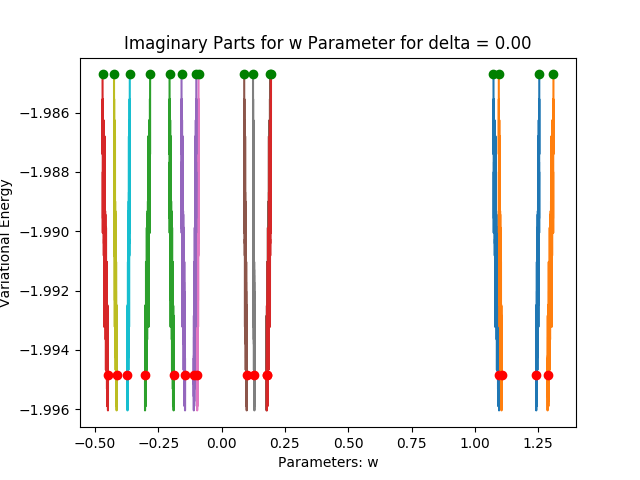 Imaginary Parts for w Parameter for delta = 0.00
−1.986
−1.988
−1.990
−1.992
−1.994
−1.996
Variational Energy
−0.50 −0.25 0.00 0.25 0.50 0.75 1.00 1.25
Parameters: w